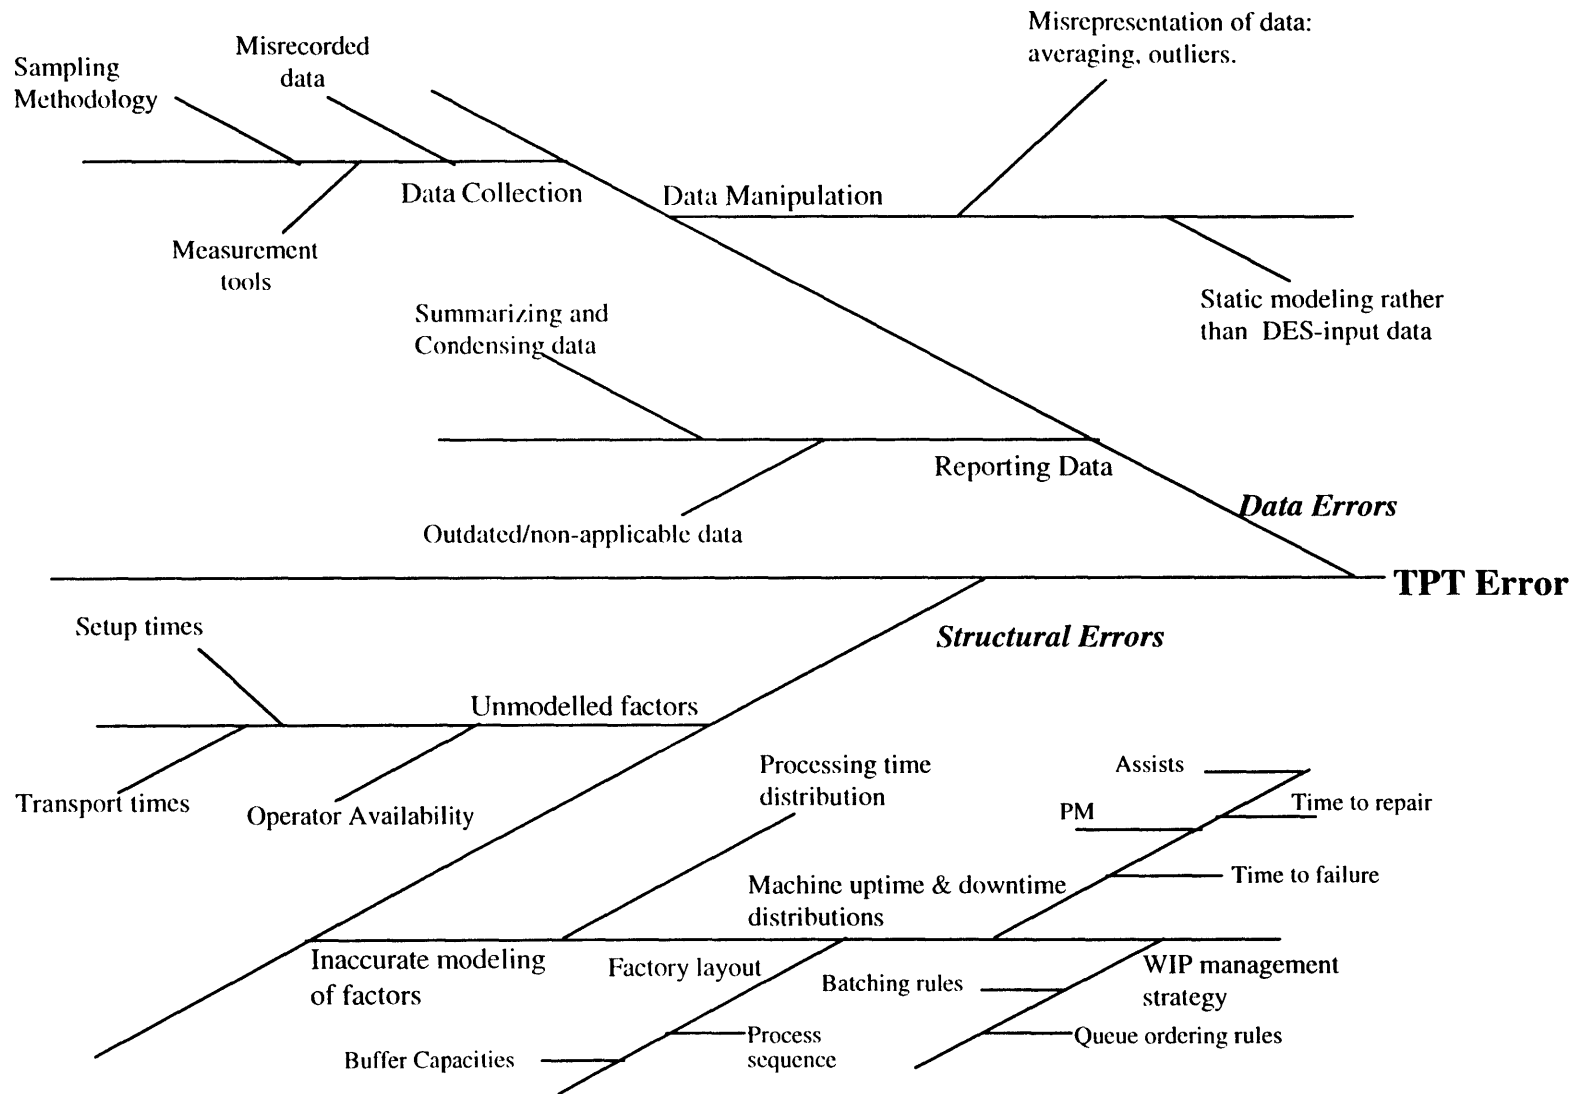 Misrepresentation of data:
averaging, outliers.
Misrecorded
data
Sampling
Methodology
Data Collection
Data Manipulation
Measurement
tools
Static modeling rather
than DES-input data
Summarizing and
Condensing data
Reporting Data
Data Errors
Outdated/non-applicable data
TPT Error
Setup times
Structural Errors
Unmodelled factors
Transport times
Operator Availability
Processing time
distribution
Assists
Time to repair
PM
Time to failure
Machine uptime & downtime
distributions
Inaccurate modeling
of factors
Factory layout
Batching rules
WIP management
strategy
Queue ordering rules
Process
sequence
Buffer Capacities